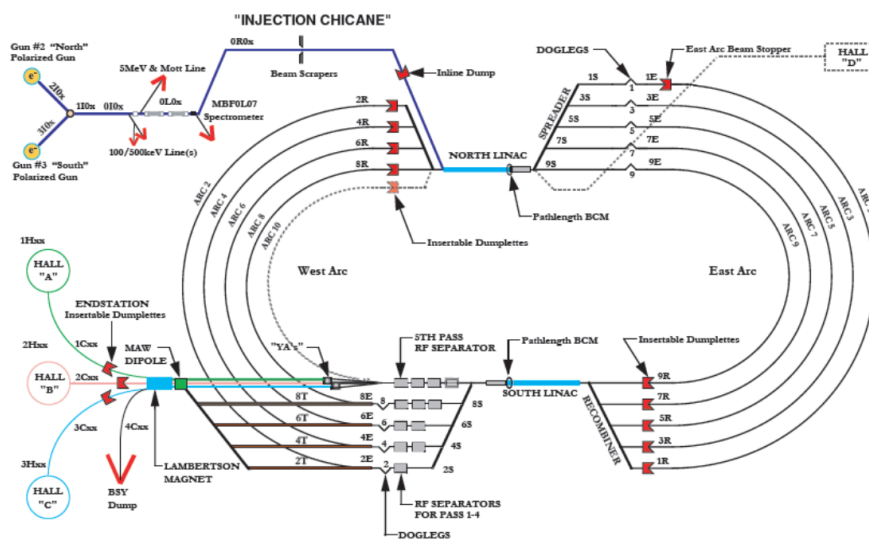 "INJECTION CHICANE"
Gun #2 "North"
Polarized Gun
e-
2I0x
5MeV & Mott Line
0R0x
Beam Scrapers
Inline Dump
DOGLEGS
East Arc Beam Stopper
HALL
"D"
1I0x
0I0x
0L0x
MBF0L07
Spectrometer
3I0x
e-
Gun #3 "South"
Polarized Gun
100/500keV Line(s)
2R
4R
6R
8R
NORTH LINAC
SPREADER
1S
3S
5S
7S
9S
1
3
5
7
9
1E
3E
5E
7E
9E
Pathlength BCM
Insertable Dumplettes
ARC 2
ARC 4
ARC 6
ARC 8
ARC 10
West Arc
East Arc
ARC 9
ARC 7
ARC 5
ARC 3
1Hxx
HALL
"A"
ENDSTATION
Insertable Dumplettes
1Cxx
MAW
DIPOLE
"YA's"
5TH PASS
RF SEPARATOR
Pathlength BCM
Insertable Dumplettes
2Hxx
HALL
"B"
2Cxx
SOUTH LINAC
9R
7R
5R
3R
1R
RECOMBINER
8T
8E
8
8S
6T
6E
6
6S
4T
4E
4
4S
2T
2E
2
2S
3Cxx
4Cxx
3Hxx
HALL
"C"
BSY
Dump
LAMBERTSON
MAGNET
RF SEPARATORS
FOR PASS 1-4
DOGLEGS